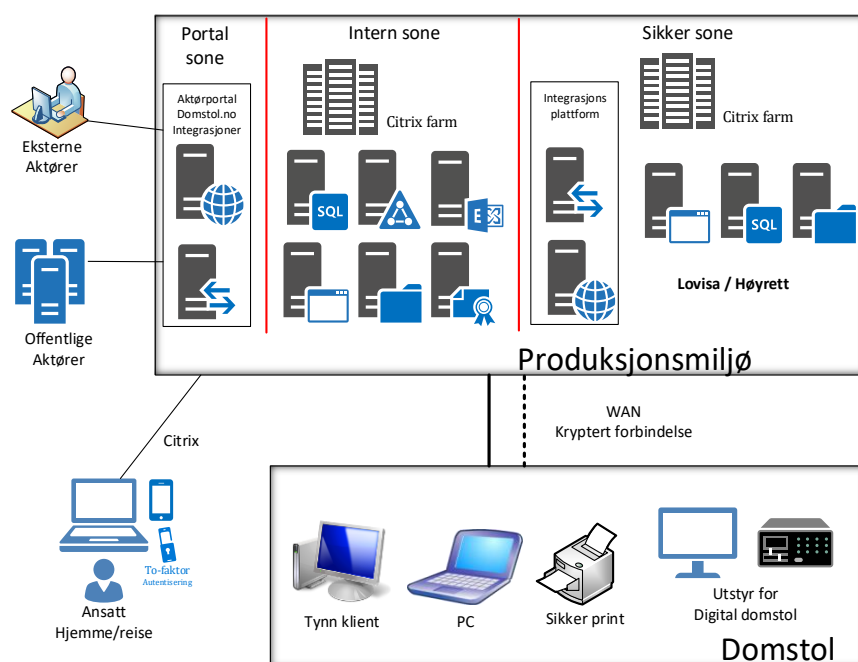 Portal
sone
Intern sone
Sikker sone
Aktørportal
Domstol.no
Integrasjoner
Citrix farm
Integrasjons
plattform
Citrix farm
Eksterne
Aktører
SQL
E
SQL
Lovisa / Høyrett
Offentlige
Aktører
Produksjonsmiljø
WAN
Kryptert forbindelse
Citrix
To-faktor
Autentisering
Ansatt
Hjemme/reise
Tynn klient
PC
Sikker print
Utstyr for
Digital domstol
Domstol